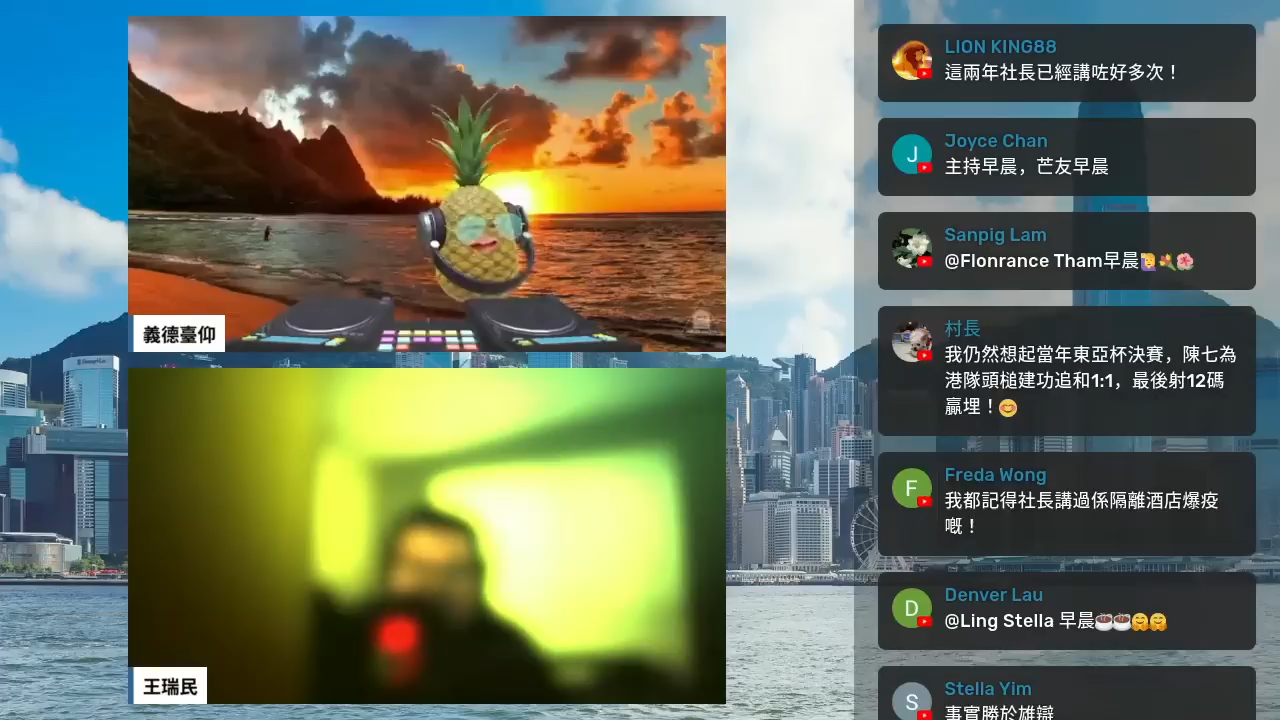 義德臺仰
王瑞民
LION KING88
這兩年社長已經講咗好多次！
J
Joyce Chan
主持早晨，芒友早晨
Sanpig Lam
@Flonrance Tham早晨🙋💐🌺
村長
我仍然想起當年東亞杯決賽，陳七為
港隊頭槌建功追和1:1，最後射12碼
贏埋！😊
F
Freda Wong
我都記得社長講過係隔離酒店爆疫
嘅！
D
Denver Lau
@Ling Stella 早晨☕☕🤗🤗
S
Stella Yim
事實勝於雄辯